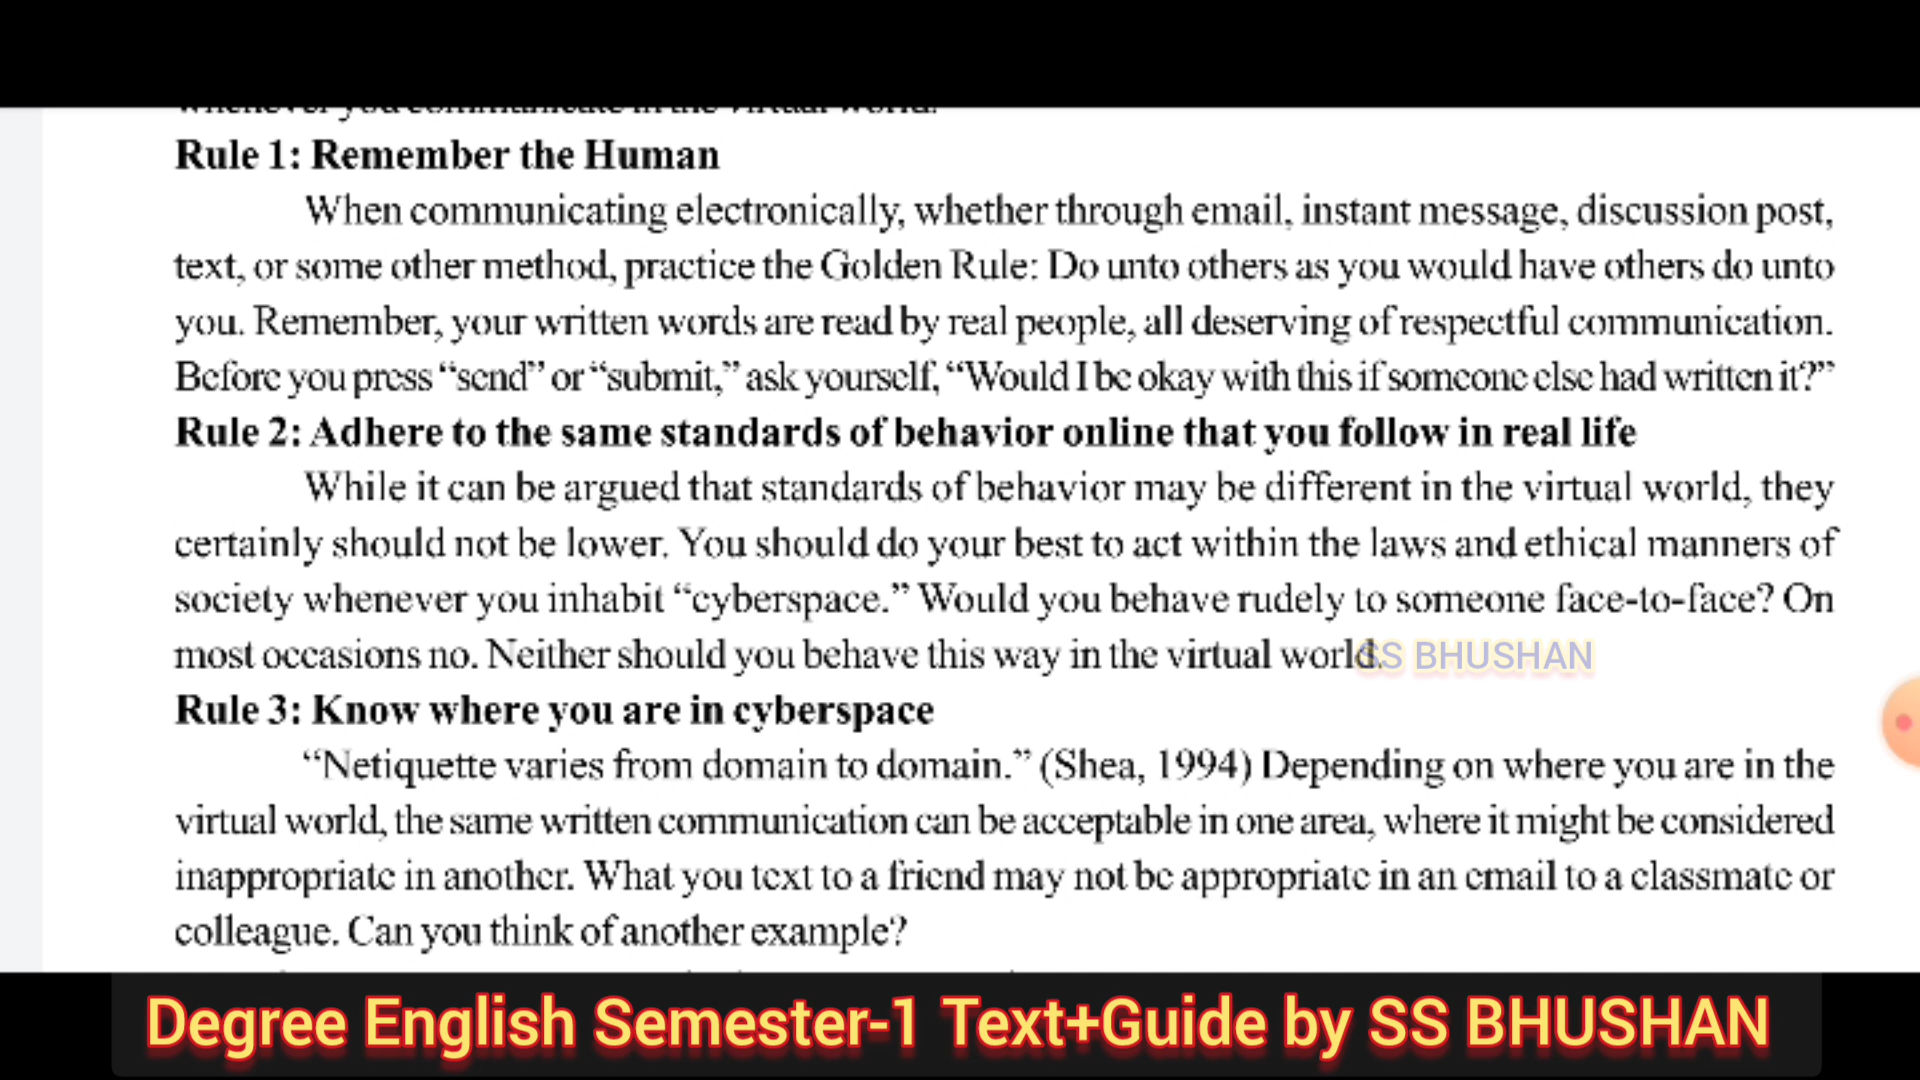 whenever you communicate in the virtual world.
Rule 1: Remember the Human
When communicating electronically, whether through email, instant message, discussion post,
text, or some other method, practice the Golden Rule: Do unto others as you would have others do unto
you. Remember, your written words are read by real people, all deserving of respectful communication.
Before you press “send” or “submit,” ask yourself, “Would I be okay with this if someone else had written it?”
Rule 2: Adhere to the same standards of behavior online that you follow in real life
While it can be argued that standards of behavior may be different in the virtual world, they
certainly should not be lower. You should do your best to act within the laws and ethical manners of
society whenever you inhabit “cyberspace.” Would you behave rudely to someone face-to-face? On
most occasions no. Neither should you behave this way in the virtual world.
SS BHUSHAN
Rule 3: Know where you are in cyberspace
“Netiquette varies from domain to domain.” (Shea, 1994) Depending on where you are in the
virtual world, the same written communication can be acceptable in one area, where it might be considered
inappropriate in another. What you text to a friend may not be appropriate in an email to a classmate or
colleague. Can you think of another example?
Degree English Semester-1 Text+Guide by SS BHUSHAN